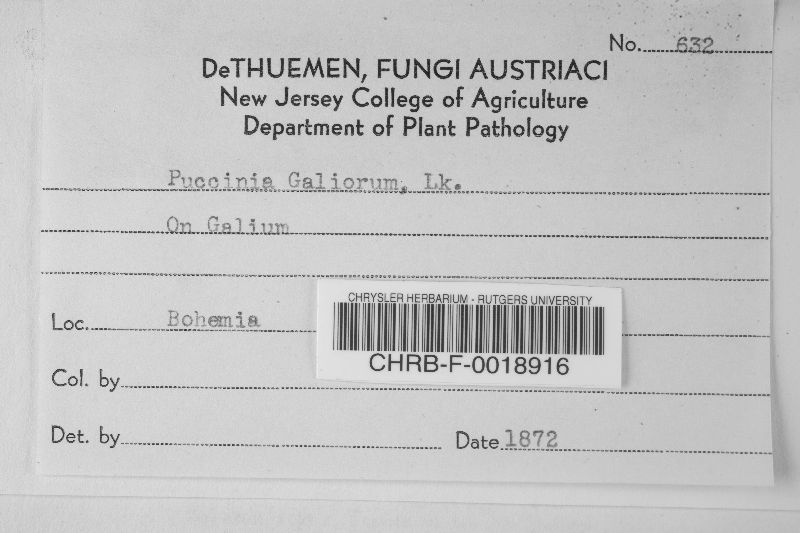 No. 632
DeTHUEMEN, FUNGI AUSTRIACI
New Jersey College of Agriculture
Department of Plant Pathology
Puccinia Galiorum, Lk.
On Galium
Loc. Bohemia
CHRYSLER HERBARIUM - RUTGERS UNIVERSITY
CHRB-F-0018916
Col. by
Det. by
Date 1872